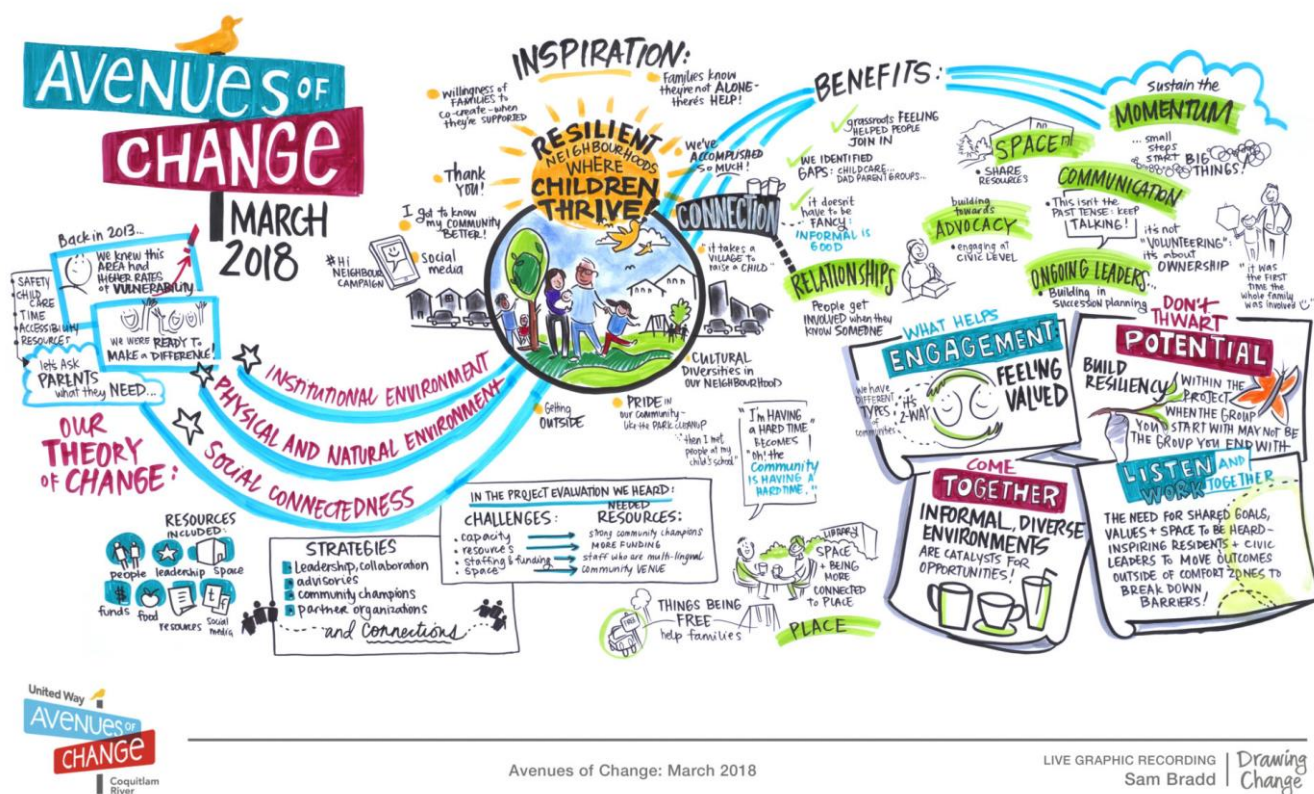 AVENUES OF
CHANGE
MARCH
2018
Back in 2013...
WE KNEW THIS
AREA HAD
HIGHER RATES
of VULNERABILITY
SAFETY
CHILD
CARE
TIME
ACCESSIBILITY
RESOURCES
WE WERE READY TO
MAKE a DIFFERENCE!
let's ASK
PARENTS
what they NEED...
OUR
THEORY
OF CHANGE:
INSTITUTIONAL ENVIRONMENT
PHYSICAL AND NATURAL ENVIRONMENT
SOCIAL CONNECTEDNESS
RESOURCES
INCLUDED:
people
leadership
space
$
funds
food
resources
t f
social
media
STRATEGIES
Leadership, collaboration
advisories
community champions
partner organizations
and Connections
IN THE PROJECT EVALUATION WE HEARD:
CHALLENGES:
NEEDED
RESOURCES:
capacity
strong community champions
resources
MORE FUNDING
staffing & funding
staff who are multi-lingual
space
community VENUE
INSPIRATION:
willingness of
FAMILIES to
co-create-when
they're SUPPORTED
Families know
they're not ALONE-
there's HELP!
Thank
YOU!
I got to know
my COMMUNITY
BETTER!
#Hi
NEIGHBOUR
CAMPAIGN
Social
media
RESILIENT
NEIGHBOURHOODS
WHERE
CHILDREN
THRIVE!
we've
ACCOMPLISHED
SO MUCH!
"it takes a
VILLAGE TO
raise a CHILD"
CULTURAL
Diversities in
OUR NEIGHBOURHOOD
Getting
OUTSIDE
PRIDE in
our community-
like the PARK CLEANUP
"then I met
people at my
child's school"
"I'm HAVING
a HARD TIME"
BECOMES
"Oh! the
Community
IS HAVING A
HARD TIME."
BENEFITS:
grassroots FEELING
HELPED PEOPLE
JOIN IN
WE IDENTIFIED
GAPS: CHILDCARE...
DAD PARENT GROUPS...
it doesn't
have to be
FANCY:
INFORMAL IS
GOOD
CONNECTION
RELATIONSHIPS
People get
INVOLVED when they
KNOW SOMEONE
SPACE
SHARE
RESOURCES
building
towards
ADVOCACY
engaging at
CIVIC LEVEL
Sustain the
MOMENTUM
... small
steps
START BIG
THINGS!
COMMUNICATION
This isn't the
PAST TENSE: KEEP
TALKING!
it's not
"VOLUNTEERING":
it's about
OWNERSHIP
ONGOING LEADERS...
Building in
SUCCESSION planning
"it was
THE FIRST
TIME the
whole family
was involved"
WHAT HELPS
ENGAGEMENT:
we have
DIFFERENT
TYPES
of
communities..
it's
2-WAY
FEELING
VALUED
DON'T
THWART
POTENTIAL
BUILD
RESILIENCY
WITHIN THE
PROJECT
WHEN THE GROUP
YOU START WITH MAY NOT BE
THE GROUP YOU END WITH
COME
TOGETHER
INFORMAL, DIVERSE
ENVIRONMENTS
ARE CATALYSTS FOR
OPPORTUNITIES!
LISTEN AND
WORK TOGETHER
THE NEED FOR SHARED GOALS,
VALUES + SPACE TO BE HEARD-
INSPIRING RESIDENTS + CIVIC
LEADERS TO MOVE OUTCOMES
OUTSIDE OF COMFORT ZONES TO
BREAK DOWN
BARRIERS!
LIBRARY
SPACE
+ BEING
MORE
CONNECTED
TO PLACE
FREE
THINGS BEING
FREE
help families
PLACE
United Way
AVENUES OF
CHANGE
Coquitlam
River
Avenues of Change: March 2018
LIVE GRAPHIC RECORDING
Sam Bradd
Drawing
Change